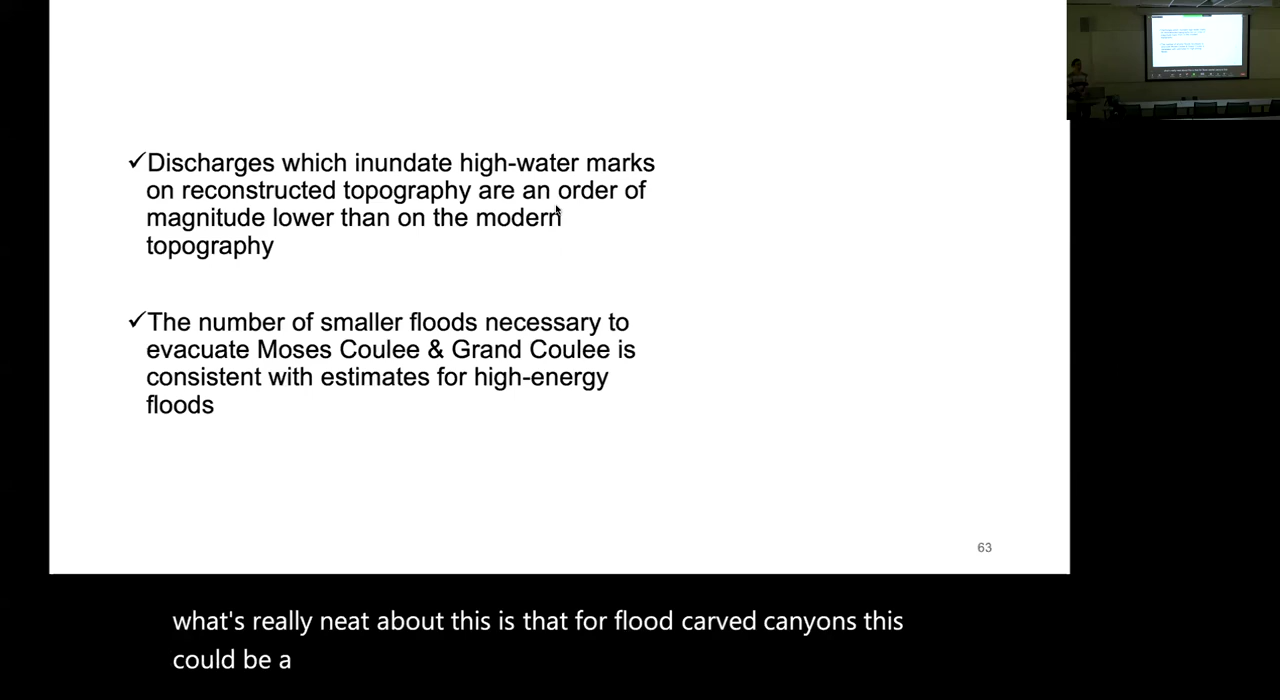 ✓Discharges which inundate high-water marks
on reconstructed topography are an order of
magnitude lower than on the modern
topography
✓The number of smaller floods necessary to
evacuate Moses Coulee & Grand Coulee is
consistent with estimates for high-energy
floods
63
what's really neat about this is that for flood carved canyons this
could be a